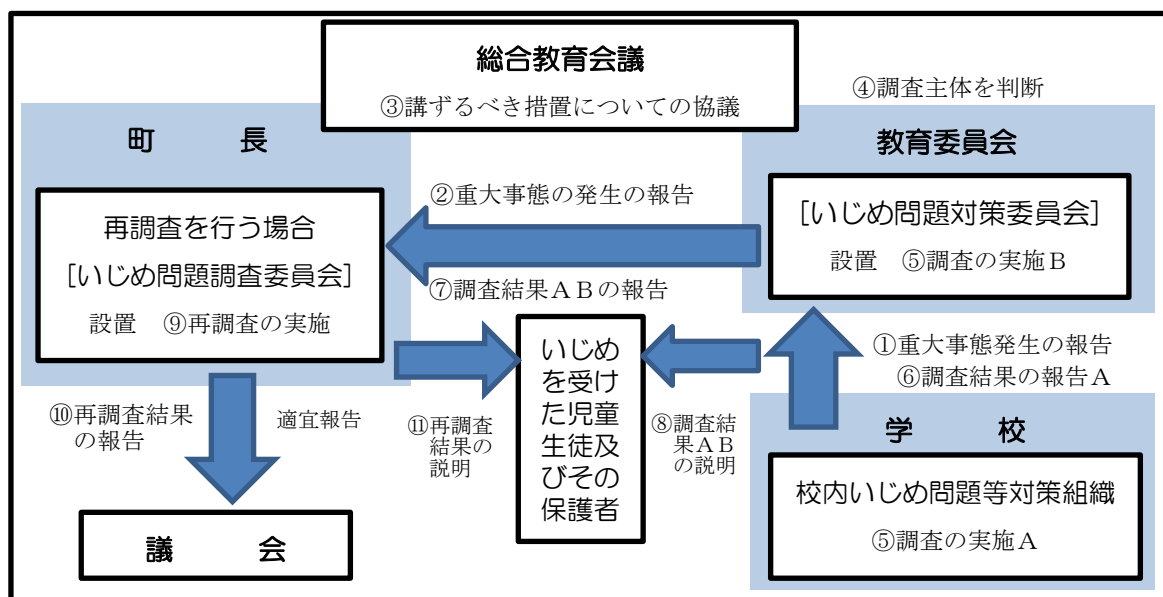 総合教育会議
③講ずるべき措置についての協議
④調査主体を判断
町　　　長
教育委員会
②重大事態の発生の報告
再調査を行う場合
[いじめ問題調査委員会]
設置　⑨再調査の実施
[いじめ問題対策委員会]
設置　⑤調査の実施Ｂ
⑦調査結果ＡＢの報告
いじめ
を受け
た児童
生徒及
びその
保護者
①重大事態発生の報告
⑥調査結果の報告Ａ
⑩再調査結果
の報告
適宜報告
⑪再調査
結果の
説明
⑧調査結
果ＡＢ
の説明
学　　　校
校内いじめ問題等対策組織
⑤調査の実施Ａ
議　　　会